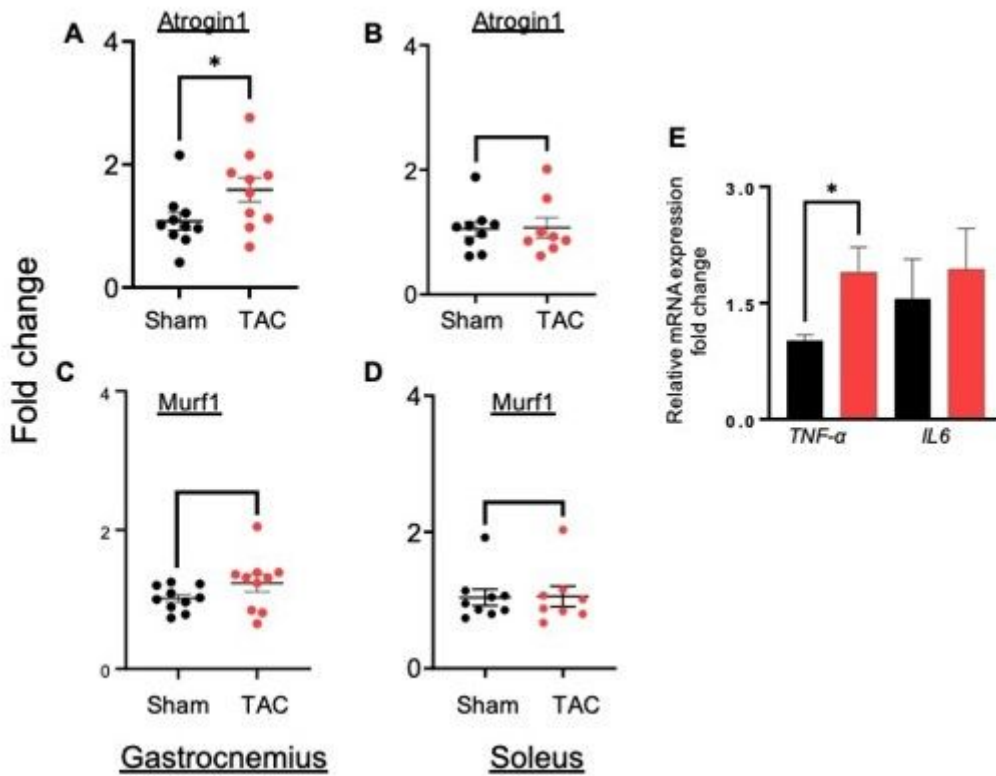 Fold change
A
Atrogin1
*
4
2
0
Sham TAC
B
Atrogin1
4
2
0
Sham TAC
C
Murf1
4
2
0
Sham TAC
Gastrocnemius
D
Murf1
4
2
0
Sham TAC
Soleus
E
Relative mRNA expression
fold change
*
3.0
1.5
0.0
TNF-α IL6